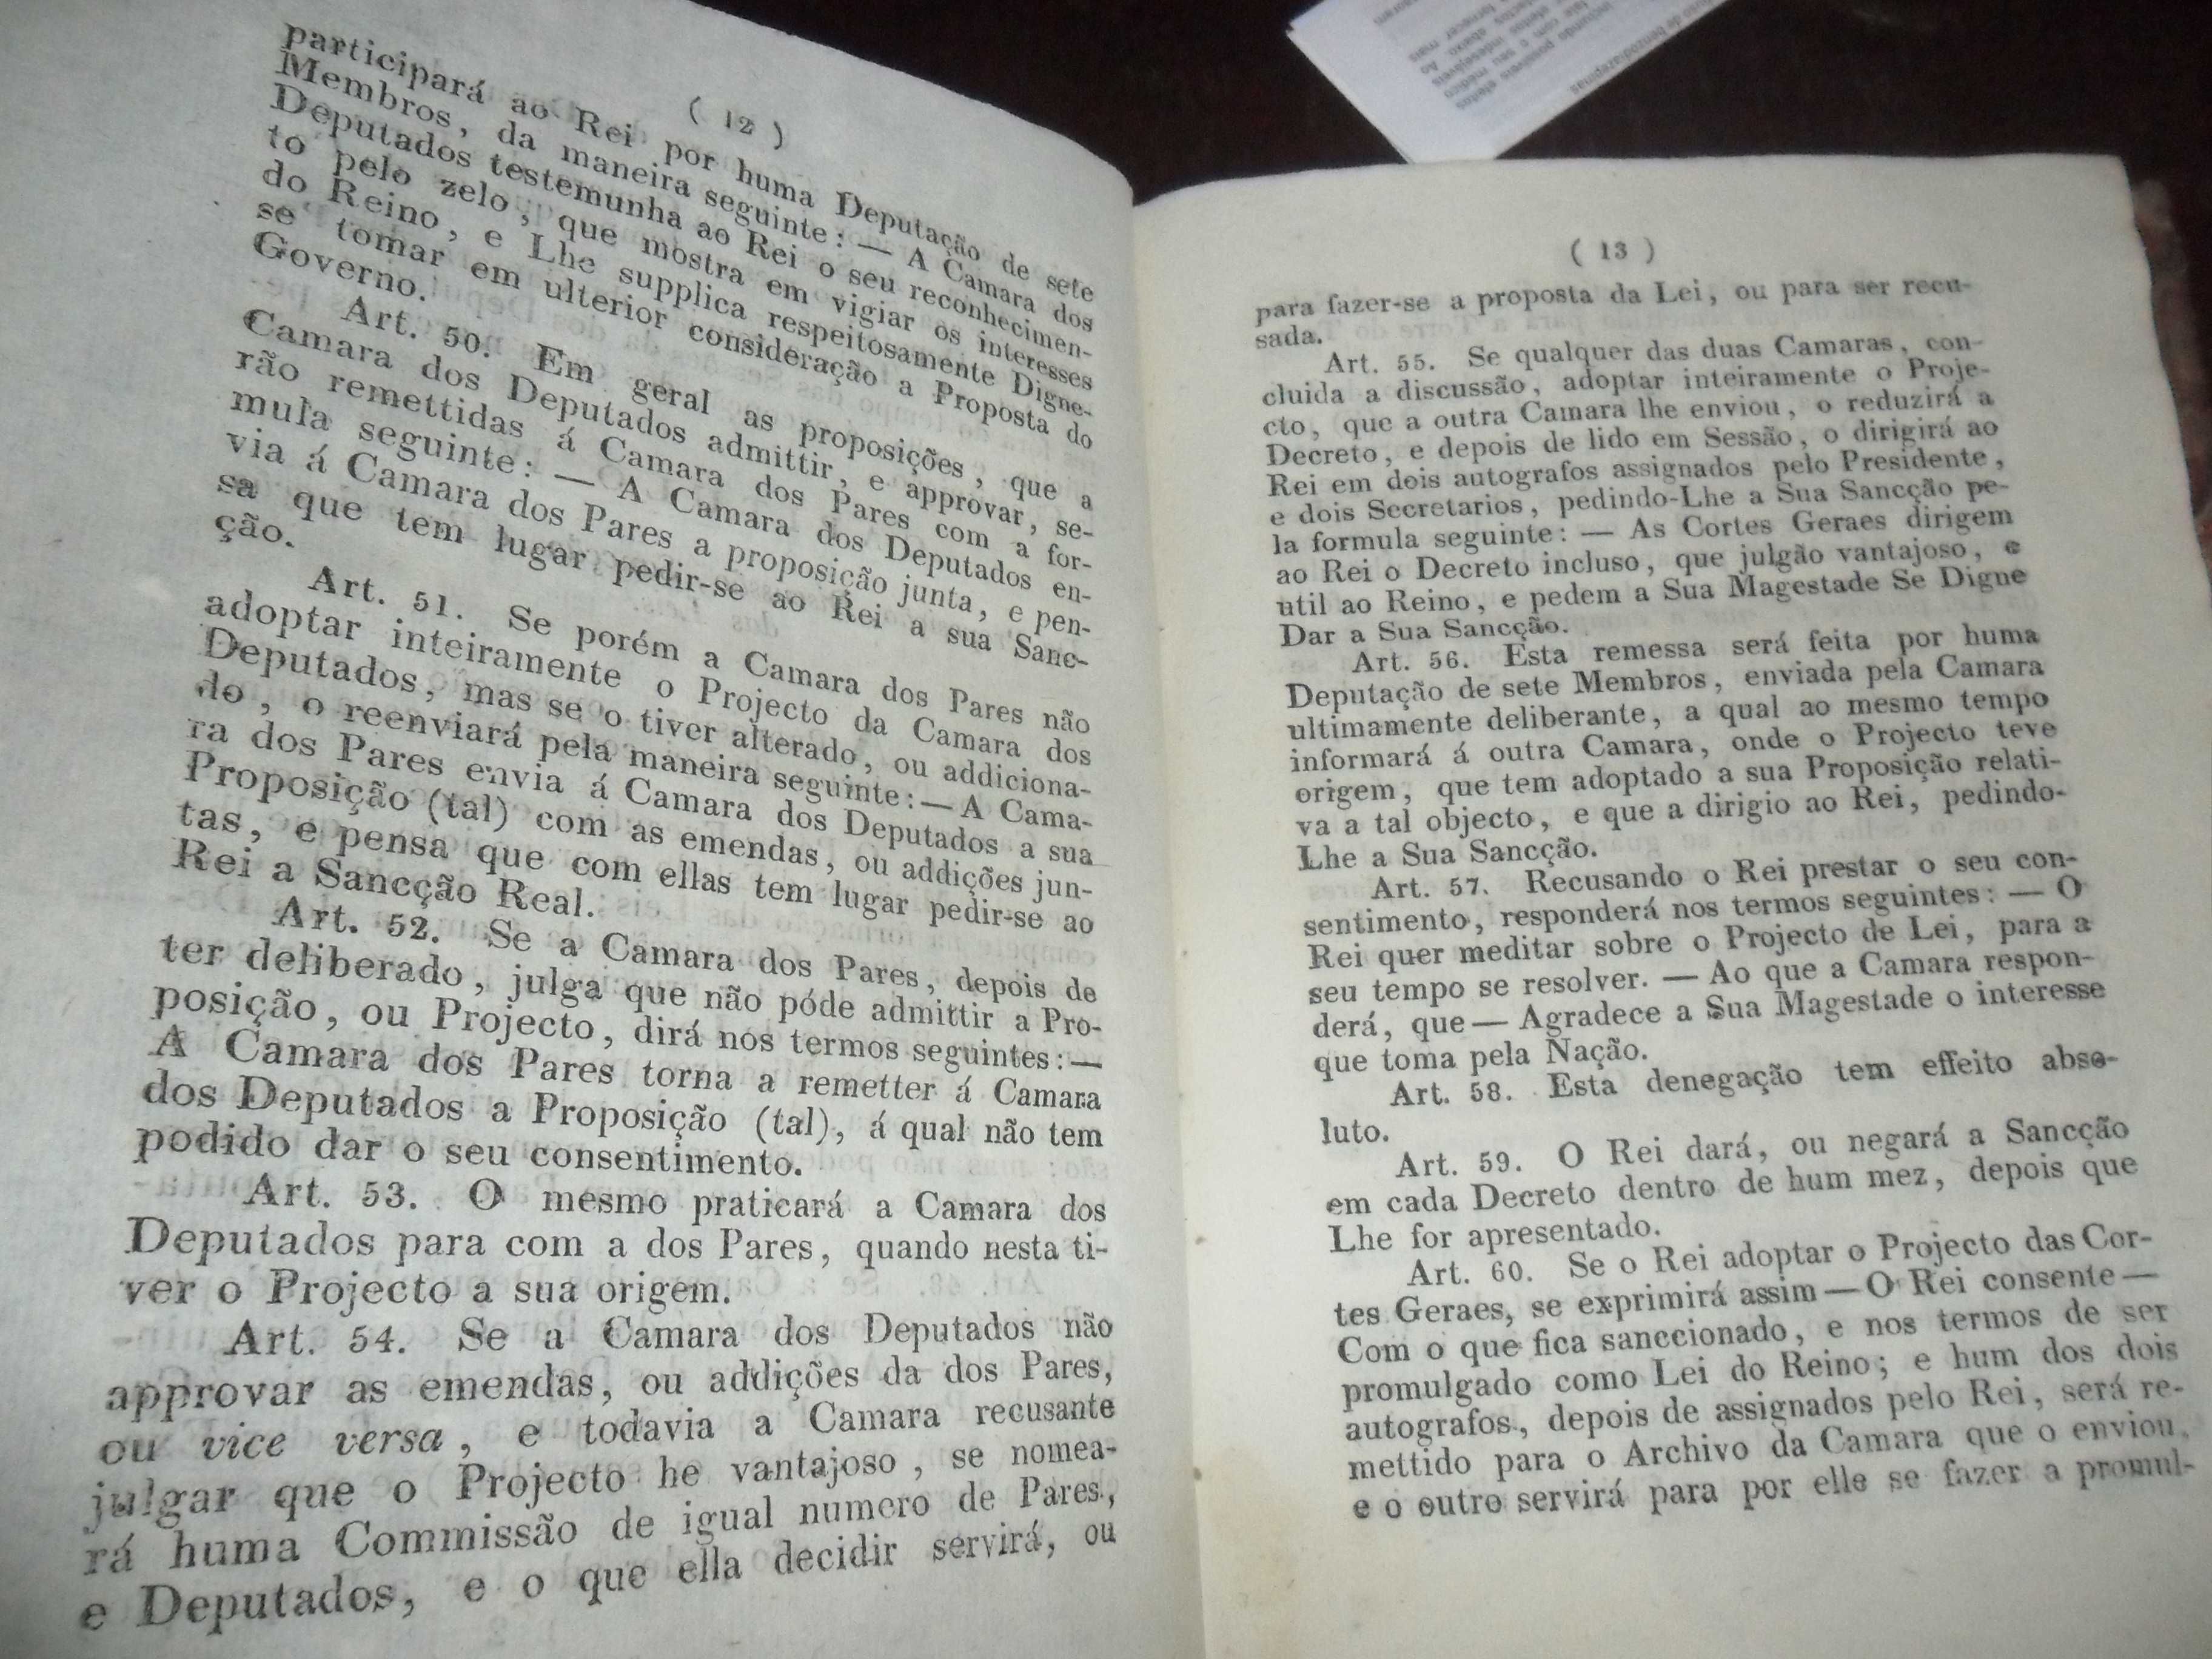 ( 12 )
participará ao Rei por huma Deputação de sete
Membros, da maneira seguinte: — A Camara dos
Deputados testemunha ao Rei o seu reconhecimen-
to pelo zelo, que mostra em vigiar os interesses
do Reino, e Lhe supplica respeitosamente Digne-
se tomar em ulterior consideração a Proposta do
Governo.
Art. 50. Em geral as proposições, que a
Camara dos Deputados admittir, e approvar, se-
rão remettidas á Camara dos Pares com a for-
mula seguinte: — A Camara dos Deputados en-
via á Camara dos Pares a proposição junta, e pen-
sa que tem lugar pedir-se ao Rei a sua Sanc-
ção.
Art. 51. Se porém a Camara dos Pares não
adoptar inteiramente o Projecto da Camara dos
Deputados, mas se o tiver alterado, ou addiciona-
do, o reenviará pela maneira seguinte: — A Cama-
ra dos Pares envia á Camara dos Deputados a sua
Proposição (tal) com as emendas, ou addições jun-
tas, e pensa que com ellas tem lugar pedir-se ao
Rei a Sancção Real.
Art. 52. Se a Camara dos Pares, depois de
ter deliberado, julga que não póde admittir a Pro-
posição, ou Projecto, dirá nos termos seguintes: —
A Camara dos Pares torna a remetter á Camara
dos Deputados a Proposição (tal), á qual não tem
podido dar o seu consentimento.
Art. 53. O mesmo praticará a Camara dos
Deputados para com a dos Pares, quando nesta ti-
ver o Projecto a sua origem.
Art. 54. Se a Camara dos Deputados não
approvar as emendas, ou addições da dos Pares,
ou vice versa, e todavia a Camara recusante
julgar que o Projecto he vantajoso, se nomea-
rá huma Commissão de igual numero de Pares,
e Deputados, e o que ella decidir servirá, ou
( 13 )
para fazer-se a proposta da Lei, ou para ser recu-
sada.
Art. 55. Se qualquer das duas Camaras, con-
cluida a discussão, adoptar inteiramente o Proje-
cto, que a outra Camara lhe enviou, o reduzirá a
Decreto, e depois de lido em Sessão, o dirigirá ao
Rei em dois autografos assignados pelo Presidente,
e dois Secretarios, pedindo-Lhe a Sua Sancção pe-
la formula seguinte: — As Cortes Geraes dirigem
ao Rei o Decreto incluso, que julgão vantajoso, e
util ao Reino, e pedem a Sua Magestade Se Digne
Dar a Sua Sancção.
Art. 56. Esta remessa será feita por huma
Deputação de sete Membros, enviada pela Camara
ultimamente deliberante, a qual ao mesmo tempo
informará á outra Camara, onde o Projecto teve
origem, que tem adoptado a sua Proposição relati-
va a tal objecto, e que a dirigio ao Rei, pedindo-
Lhe a Sua Sancção.
Art. 57. Recusando o Rei prestar o seu con-
sentimento, responderá nos termos seguintes: — O
Rei quer meditar sobre o Projecto de Lei, para a
seu tempo se resolver. — Ao que a Camara respon-
derá, que — Agradece a Sua Magestade o interesse
que toma pela Nação.
Art. 58. Esta denegação tem effeito abso-
luto.
Art. 59. O Rei dará, ou negará a Sancção
em cada Decreto dentro de hum mez, depois que
Lhe for apresentado.
Art. 60. Se o Rei adoptar o Projecto das Cor-
tes Geraes, se exprimirá assim — O Rei consente —
Com o que fica sanccionado, e nos termos de ser
promulgado como Lei do Reino; e hum dos dois
autografos, depois de assignados pelo Rei, será re-
mettido para o Archivo da Camara que o enviou,
e o outro servirá para por elle se fazer a promul-